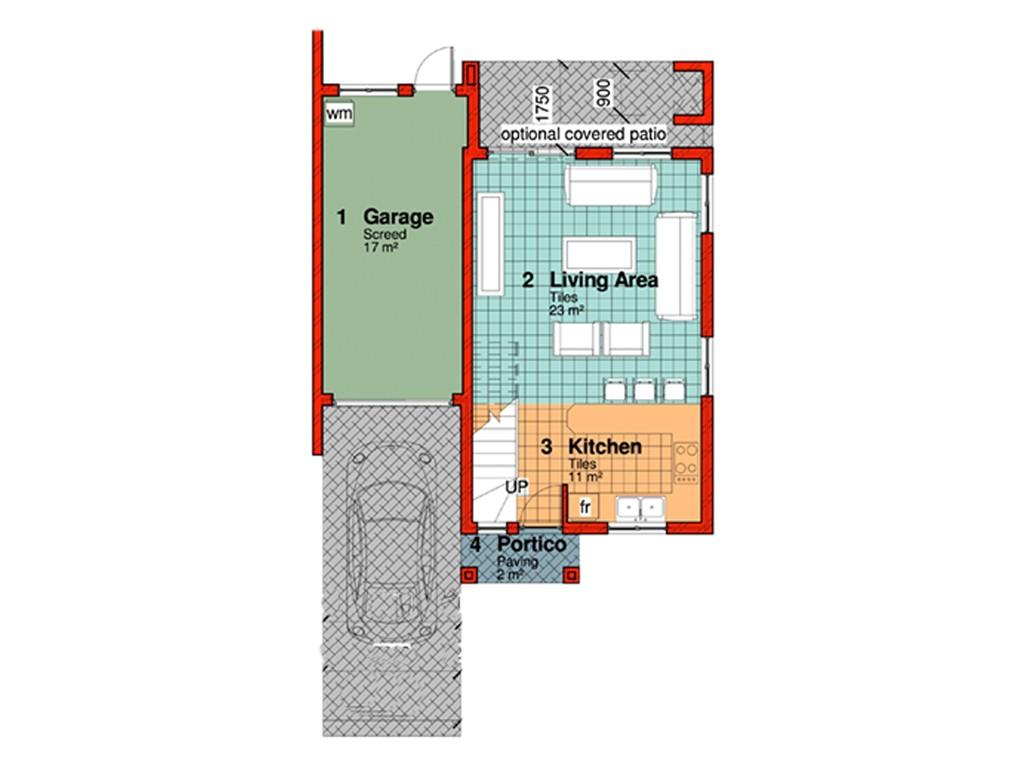 wm
1750
900
optional covered patio
1 Garage
Screed
17 m²
2 Living Area
Tiles
23 m²
3 Kitchen
Tiles
11 m²
UP
fr
4 Portico
Paving
2 m²